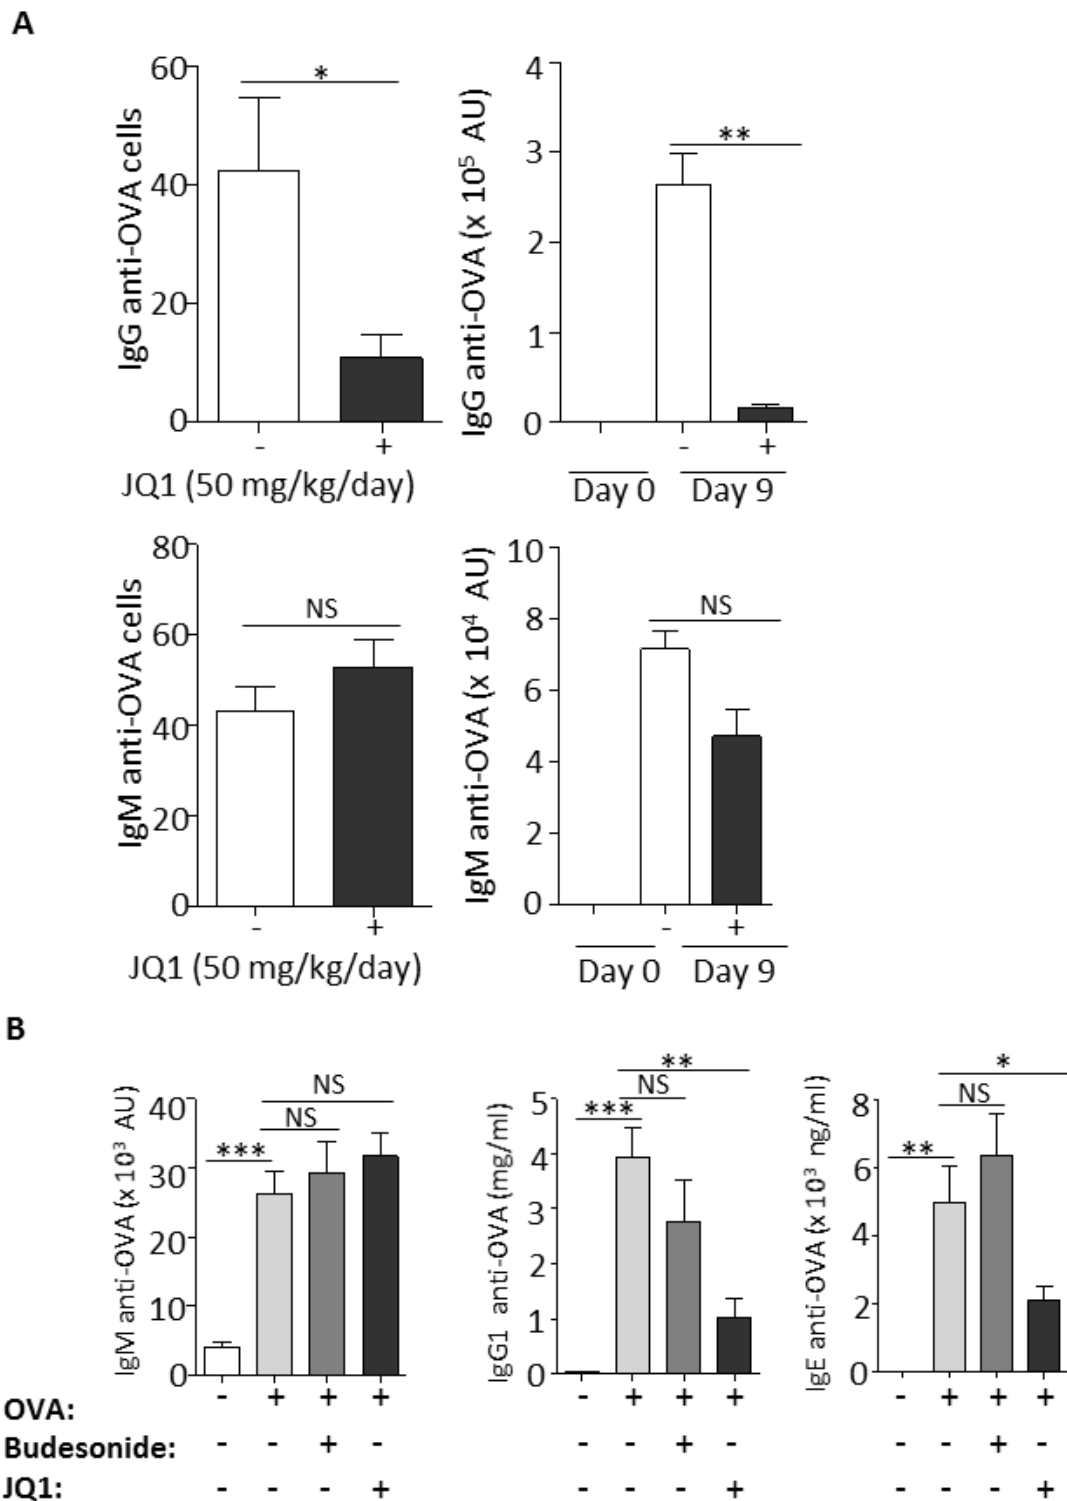 A
60
40
20
0
IgG anti-OVA cells
*
- +
JQ1 (50 mg/kg/day)
4
3
2
1
0
IgG anti-OVA (x 10⁵ AU)
**
- +
Day 0 Day 9
80
60
40
20
0
IgM anti-OVA cells
NS
- +
JQ1 (50 mg/kg/day)
10
8
6
4
2
0
IgM anti-OVA (x 10⁴ AU)
NS
- +
Day 0 Day 9
B
40
30
20
10
0
IgM anti-OVA (x 10³ AU)
NS
NS
***
5
4
3
2
1
0
IgG1 anti-OVA (mg/ml)
**
NS
***
8
6
4
2
0
IgE anti-OVA (x 10³ ng/ml)
*
NS
**
OVA: - + + + - + + + - + + +
Budesonide: - - + - - - + - - - + -
JQ1: - - - + - - - + - - - +